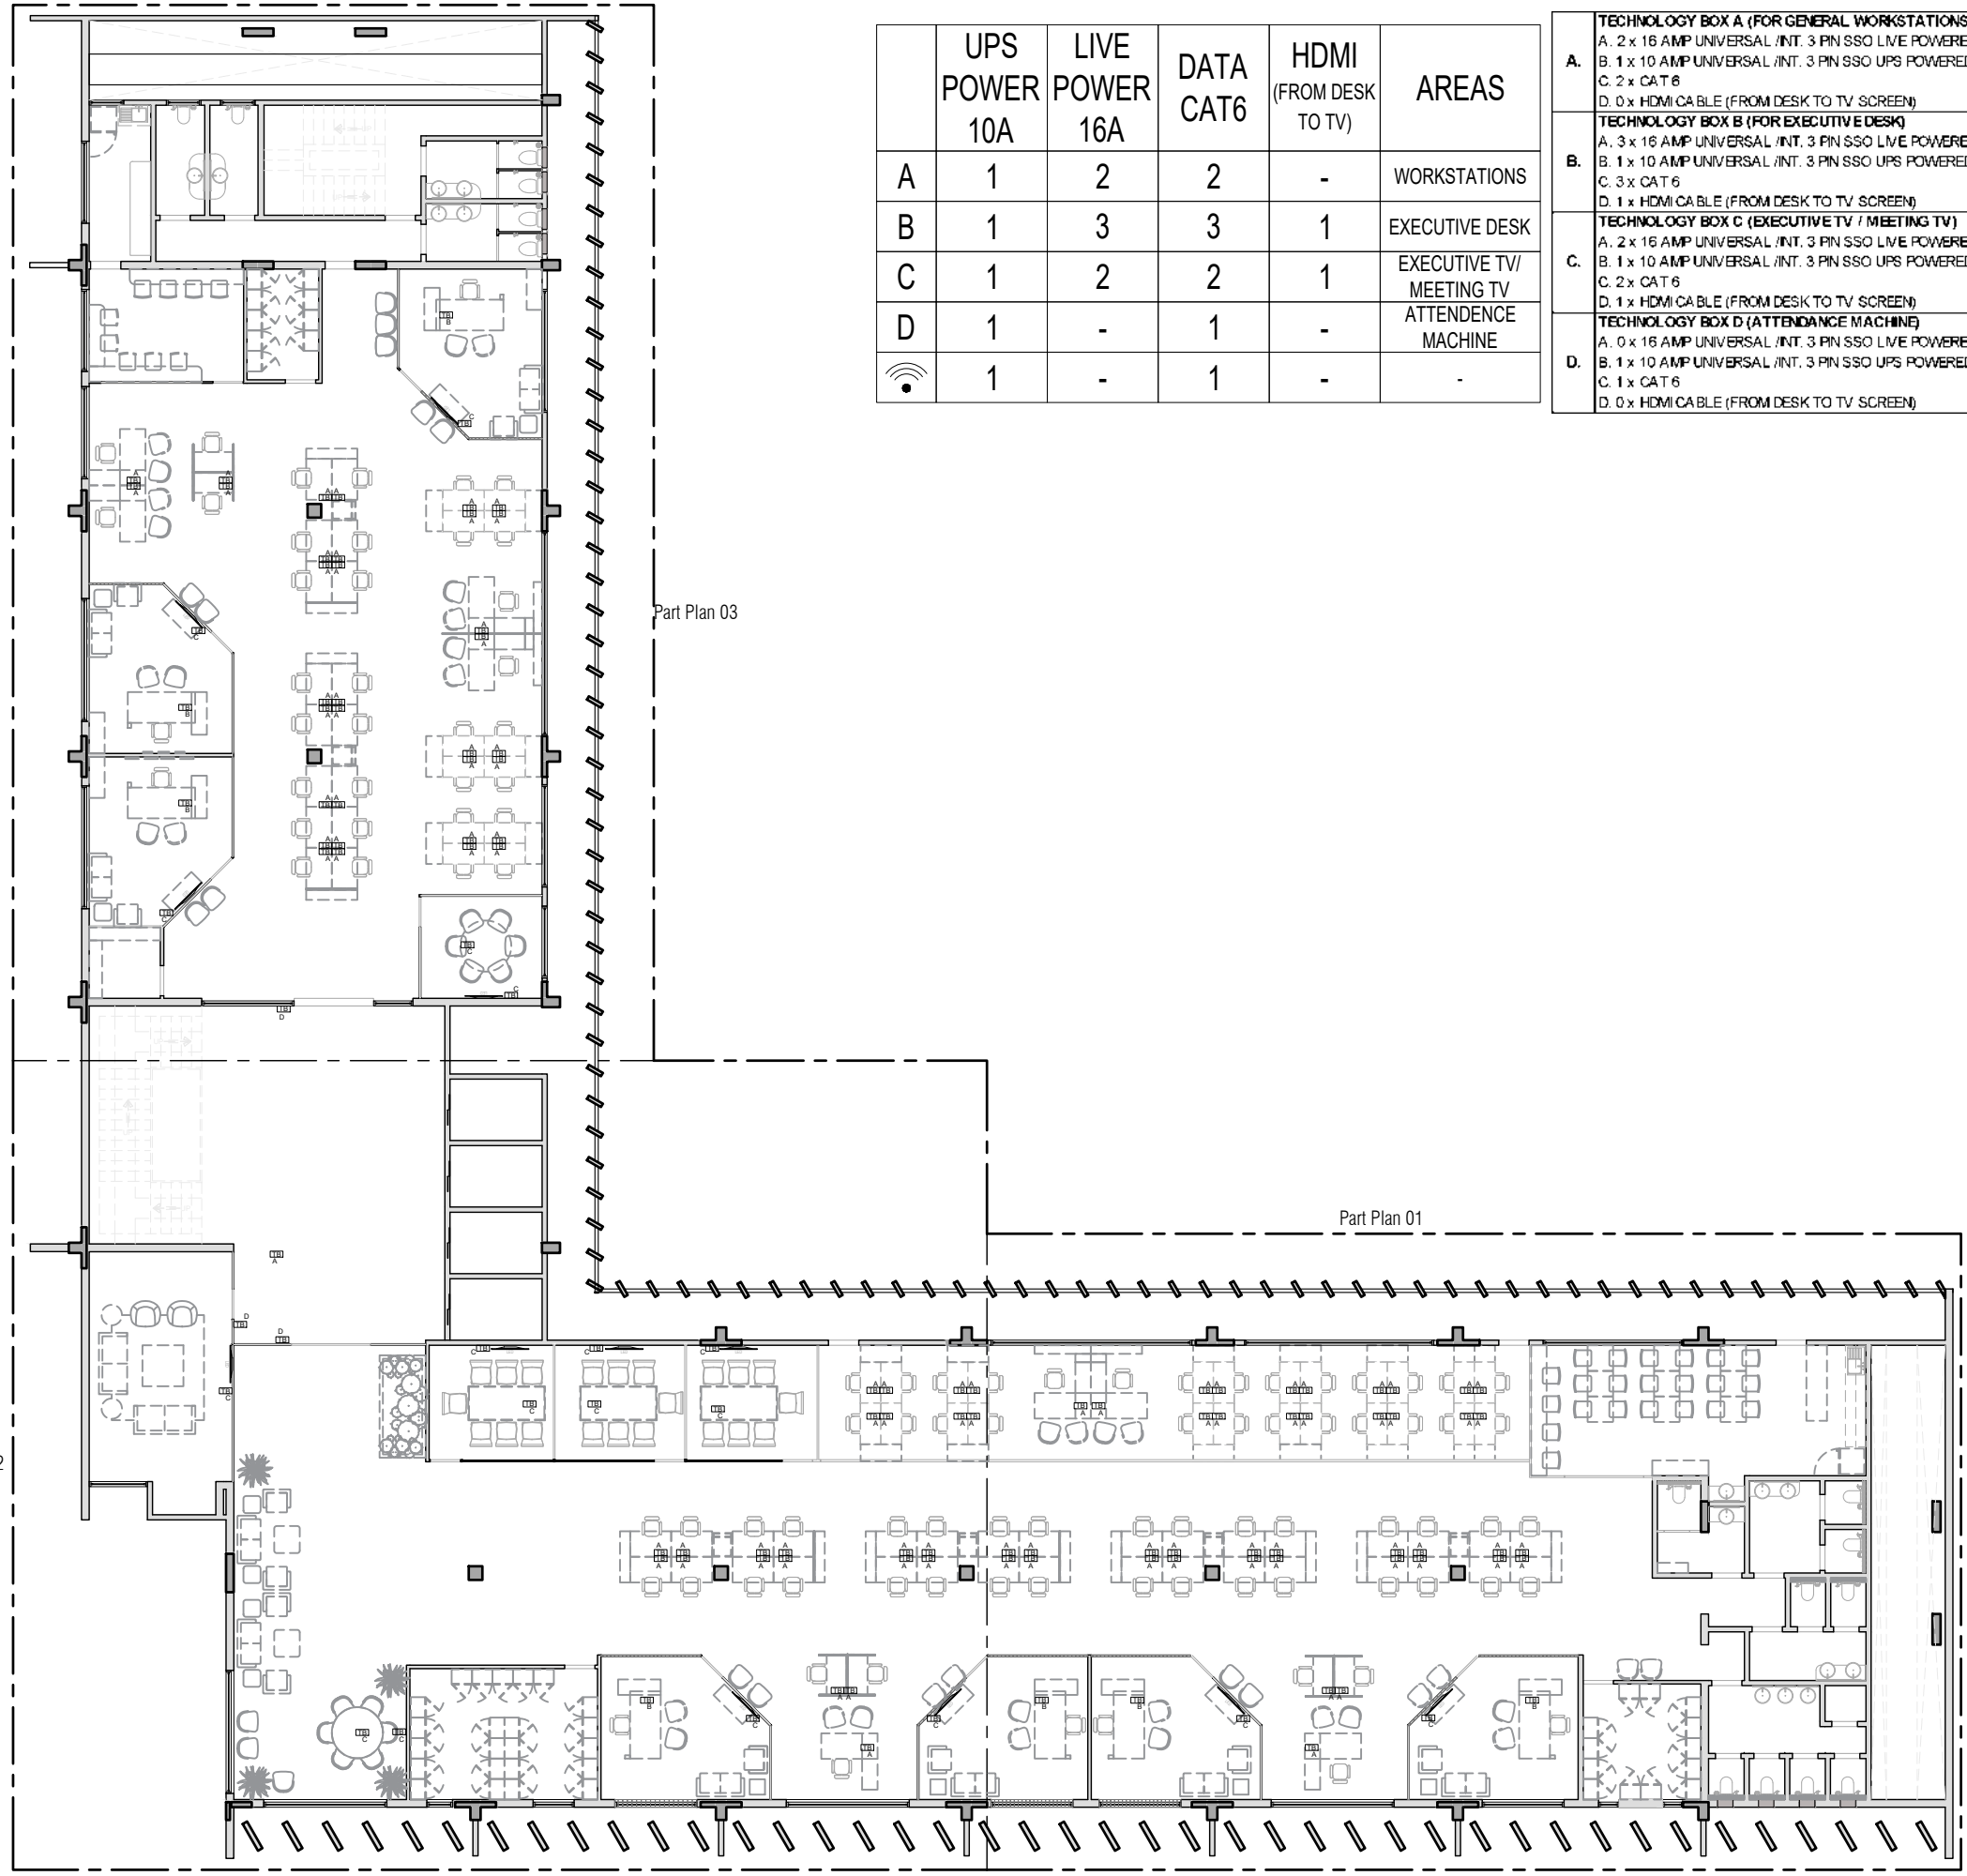 UPS POWER 10A
LIVE POWER 16A
DATA CAT6
HDMI (FROM DESK TO TV)
AREAS
A 1 2 2 - WORKSTATIONS
B 1 3 3 1 EXECUTIVE DESK
C 1 2 2 1 EXECUTIVE TV/ MEETING TV
D 1 - 1 - ATTENDENCE MACHINE
1 - 1 - -
A.
TECHNOLOGY BOX A (FOR GENERAL WORKSTATIONS
A. 2 x 16 AMP UNIVERSAL /INT. 3 PIN SSO LIVE POWERE
B. 1 x 10 AMP UNIVERSAL /INT. 3 PIN SSO UPS POWERED
C. 2 x CAT 6
D. 0 x HDMI CABLE (FROM DESK TO TV SCREEN)
B.
TECHNOLOGY BOX B (FOR EXECUTIVE DESK)
A. 3 x 16 AMP UNIVERSAL /INT. 3 PIN SSO LIVE POWERE
B. 1 x 10 AMP UNIVERSAL /INT. 3 PIN SSO UPS POWERED
C. 3 x CAT 6
D. 1 x HDMI CABLE (FROM DESK TO TV SCREEN)
C.
TECHNOLOGY BOX C (EXECUTIVE TV / MEETING TV)
A. 2 x 16 AMP UNIVERSAL /INT. 3 PIN SSO LIVE POWERE
B. 1 x 10 AMP UNIVERSAL /INT. 3 PIN SSO UPS POWERED
C. 2 x CAT 6
D. 1 x HDMI CABLE (FROM DESK TO TV SCREEN)
D.
TECHNOLOGY BOX D (ATTENDANCE MACHINE)
A. 0 x 16 AMP UNIVERSAL /INT. 3 PIN SSO LIVE POWERE
B. 1 x 10 AMP UNIVERSAL /INT. 3 PIN SSO UPS POWERED
C. 1 x CAT 6
D. 0 x HDMI CABLE (FROM DESK TO TV SCREEN)
Part Plan 03
Part Plan 01